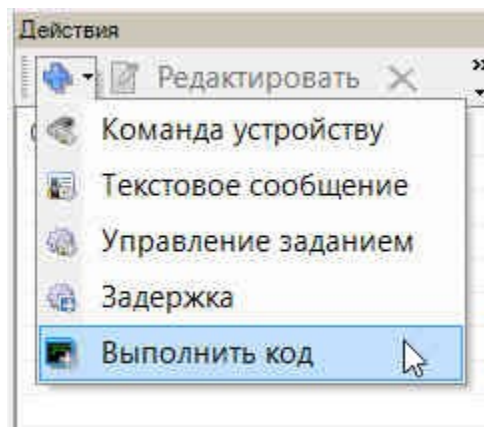 Действия
Редактировать
Команда устройству
Текстовое сообщение
Управление заданием
Задержка
Выполнить код